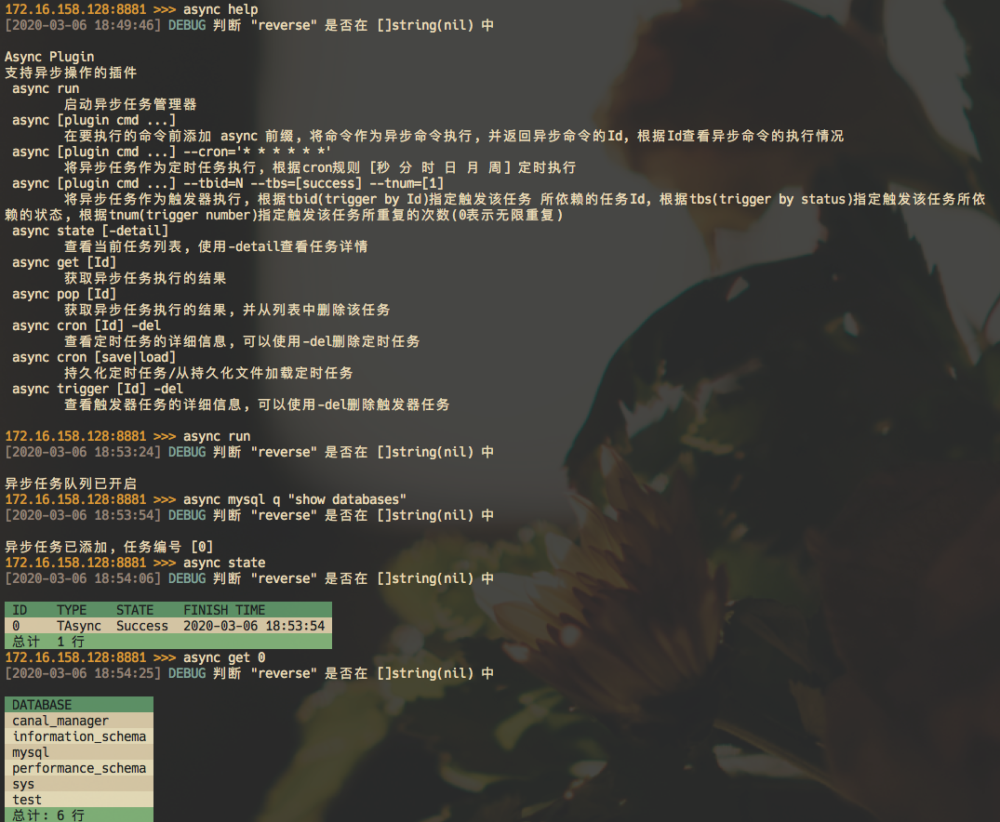 172.16.158.128:8881 >>> async help
[2020-03-06 18:49:46] DEBUG 判断 "reverse" 是否在 []string(nil) 中
Async Plugin
支持异步操作的插件
async run
启动异步任务管理器
async [plugin cmd ...]
在要执行的命令前添加 async 前缀，将命令作为异步命令执行，并返回异步命令的Id，根据Id查看异步命令的执行情况
async [plugin cmd ...] --cron='* * * * * *'
将异步任务作为定时任务执行，根据cron规则 [秒 分 时 日 月 周] 定时执行
async [plugin cmd ...] --tbid=N --tbs=[success] --tnum=[1]
将异步任务作为触发器执行，根据tbid(trigger by Id)指定触发该任务 所依赖的任务Id，根据tbs(trigger by status)指定触发该任务所依
赖的状态，根据tnum(trigger number)指定触发该任务所重复的次数(0表示无限重复)
async state [-detail]
查看当前任务列表，使用-detail查看任务详情
async get [Id]
获取异步任务执行的结果
async pop [Id]
获取异步任务执行的结果，并从列表中删除该任务
async cron [Id] -del
查看定时任务的详细信息，可以使用-del删除定时任务
async cron [save|load]
持久化定时任务/从持久化文件加载定时任务
async trigger [Id] -del
查看触发器任务的详细信息，可以使用-del删除触发器任务
172.16.158.128:8881 >>> async run
[2020-03-06 18:53:24] DEBUG 判断 "reverse" 是否在 []string(nil) 中
异步任务队列已开启
172.16.158.128:8881 >>> async mysql q "show databases"
[2020-03-06 18:53:54] DEBUG 判断 "reverse" 是否在 []string(nil) 中
异步任务已添加，任务编号 [0]
172.16.158.128:8881 >>> async state
[2020-03-06 18:54:06] DEBUG 判断 "reverse" 是否在 []string(nil) 中
ID TYPE STATE FINISH TIME
0 TAsync Success 2020-03-06 18:53:54
总计 1 行
172.16.158.128:8881 >>> async get 0
[2020-03-06 18:54:25] DEBUG 判断 "reverse" 是否在 []string(nil) 中
DATABASE
canal_manager
information_schema
mysql
performance_schema
sys
test
总计: 6 行